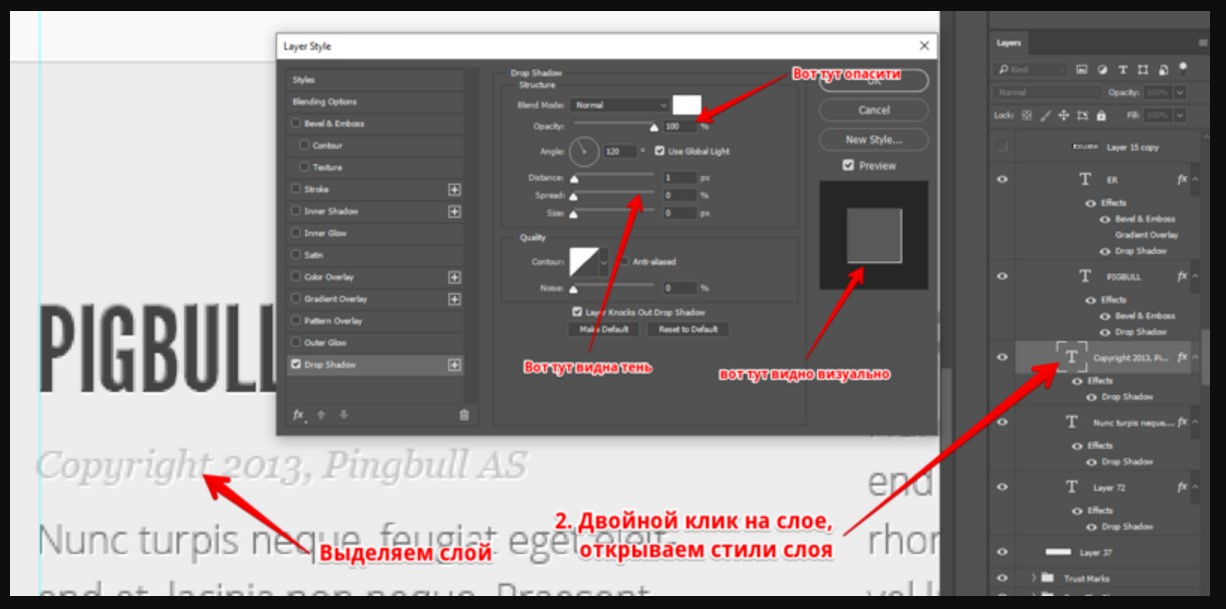 Layer Style
Styles
Blending Options
Bevel & Emboss
Contour
Texture
Stroke
Inner Shadow
Inner Glow
Satin
Color Overlay
Gradient Overlay
Pattern Overlay
Outer Glow
Drop Shadow
fx
Drop Shadow
Structure
Blend Mode: Normal
Opacity: 100 %
Angle: 120 ° Use Global Light
Distance: 1 px
Spread: 0 %
Size: 0 px
Quality
Contour: Anti-aliased
Noise: 0 %
Layer Knocks Out Drop Shadow
Make Default Reset to Default
OK
Cancel
New Style...
Preview
Вот тут опасити
Вот тут видна тень
вот тут видно визуально
PIGBULL
Copyright 2013, Pingbull AS
Nunc turpis neque, feugiat eget eleif-
end et, lacinia non neque. Praesent
end
rhor
Выделяем слой
2. Двойной клик на слое,
открываем стили слоя
Layers
Kind
Normal Opacity: 100%
Lock: Fill: 100%
Layer 15 copy
T ER fx
Effects
Bevel & Emboss
Gradient Overlay
Drop Shadow
T PIGBULL fx
Effects
Bevel & Emboss
Drop Shadow
T Copyright 2013, Pi... fx
Effects
Drop Shadow
T Nunc turpis neque,... fx
Effects
Drop Shadow
T Layer 72 fx
Effects
Drop Shadow
Layer 37
Trust Marks